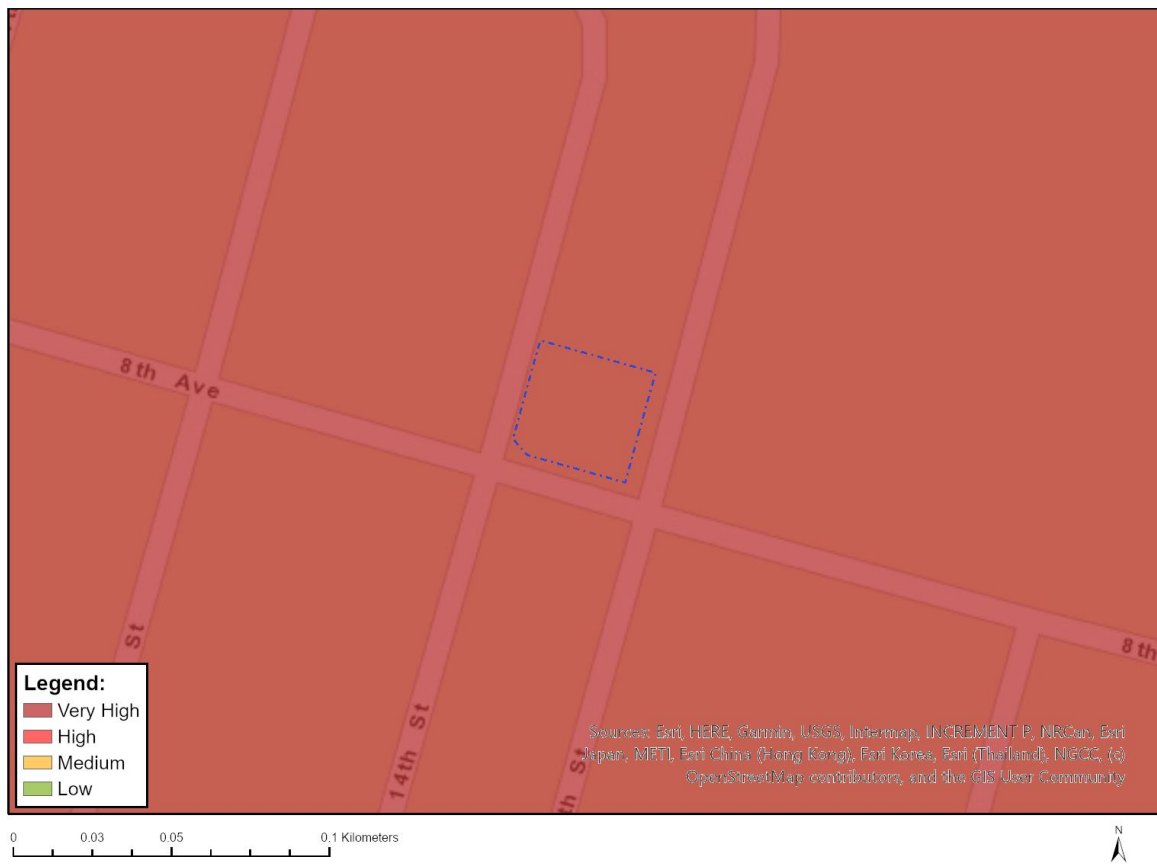 8th Ave
St
14th St
th St
8th
Legend:
Very High
High
Medium
Low
Sources: Esri, HERE, Garmin, USGS, Intermap, INCREMENT P, NRCan, Esri
Japan, METI, Esri China (Hong Kong), Esri Korea, Esri (Thailand), NGCC, (c)
OpenStreetMap contributors, and the GIS User Community
0 0.03 0.05 0.1 Kilometers
N